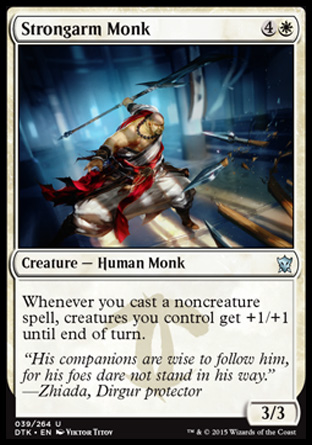 Strongarm Monk 4
Creature — Human Monk
Whenever you cast a noncreature
spell, creatures you control get +1/+1
until end of turn.
“His companions are wise to follow him,
for his foes dare not stand in his way.”
—Zhiada, Dirgur protector
3/3
039/264 U
DTK • EN Viktor Titov ™ & © 2015 Wizards of the Coast